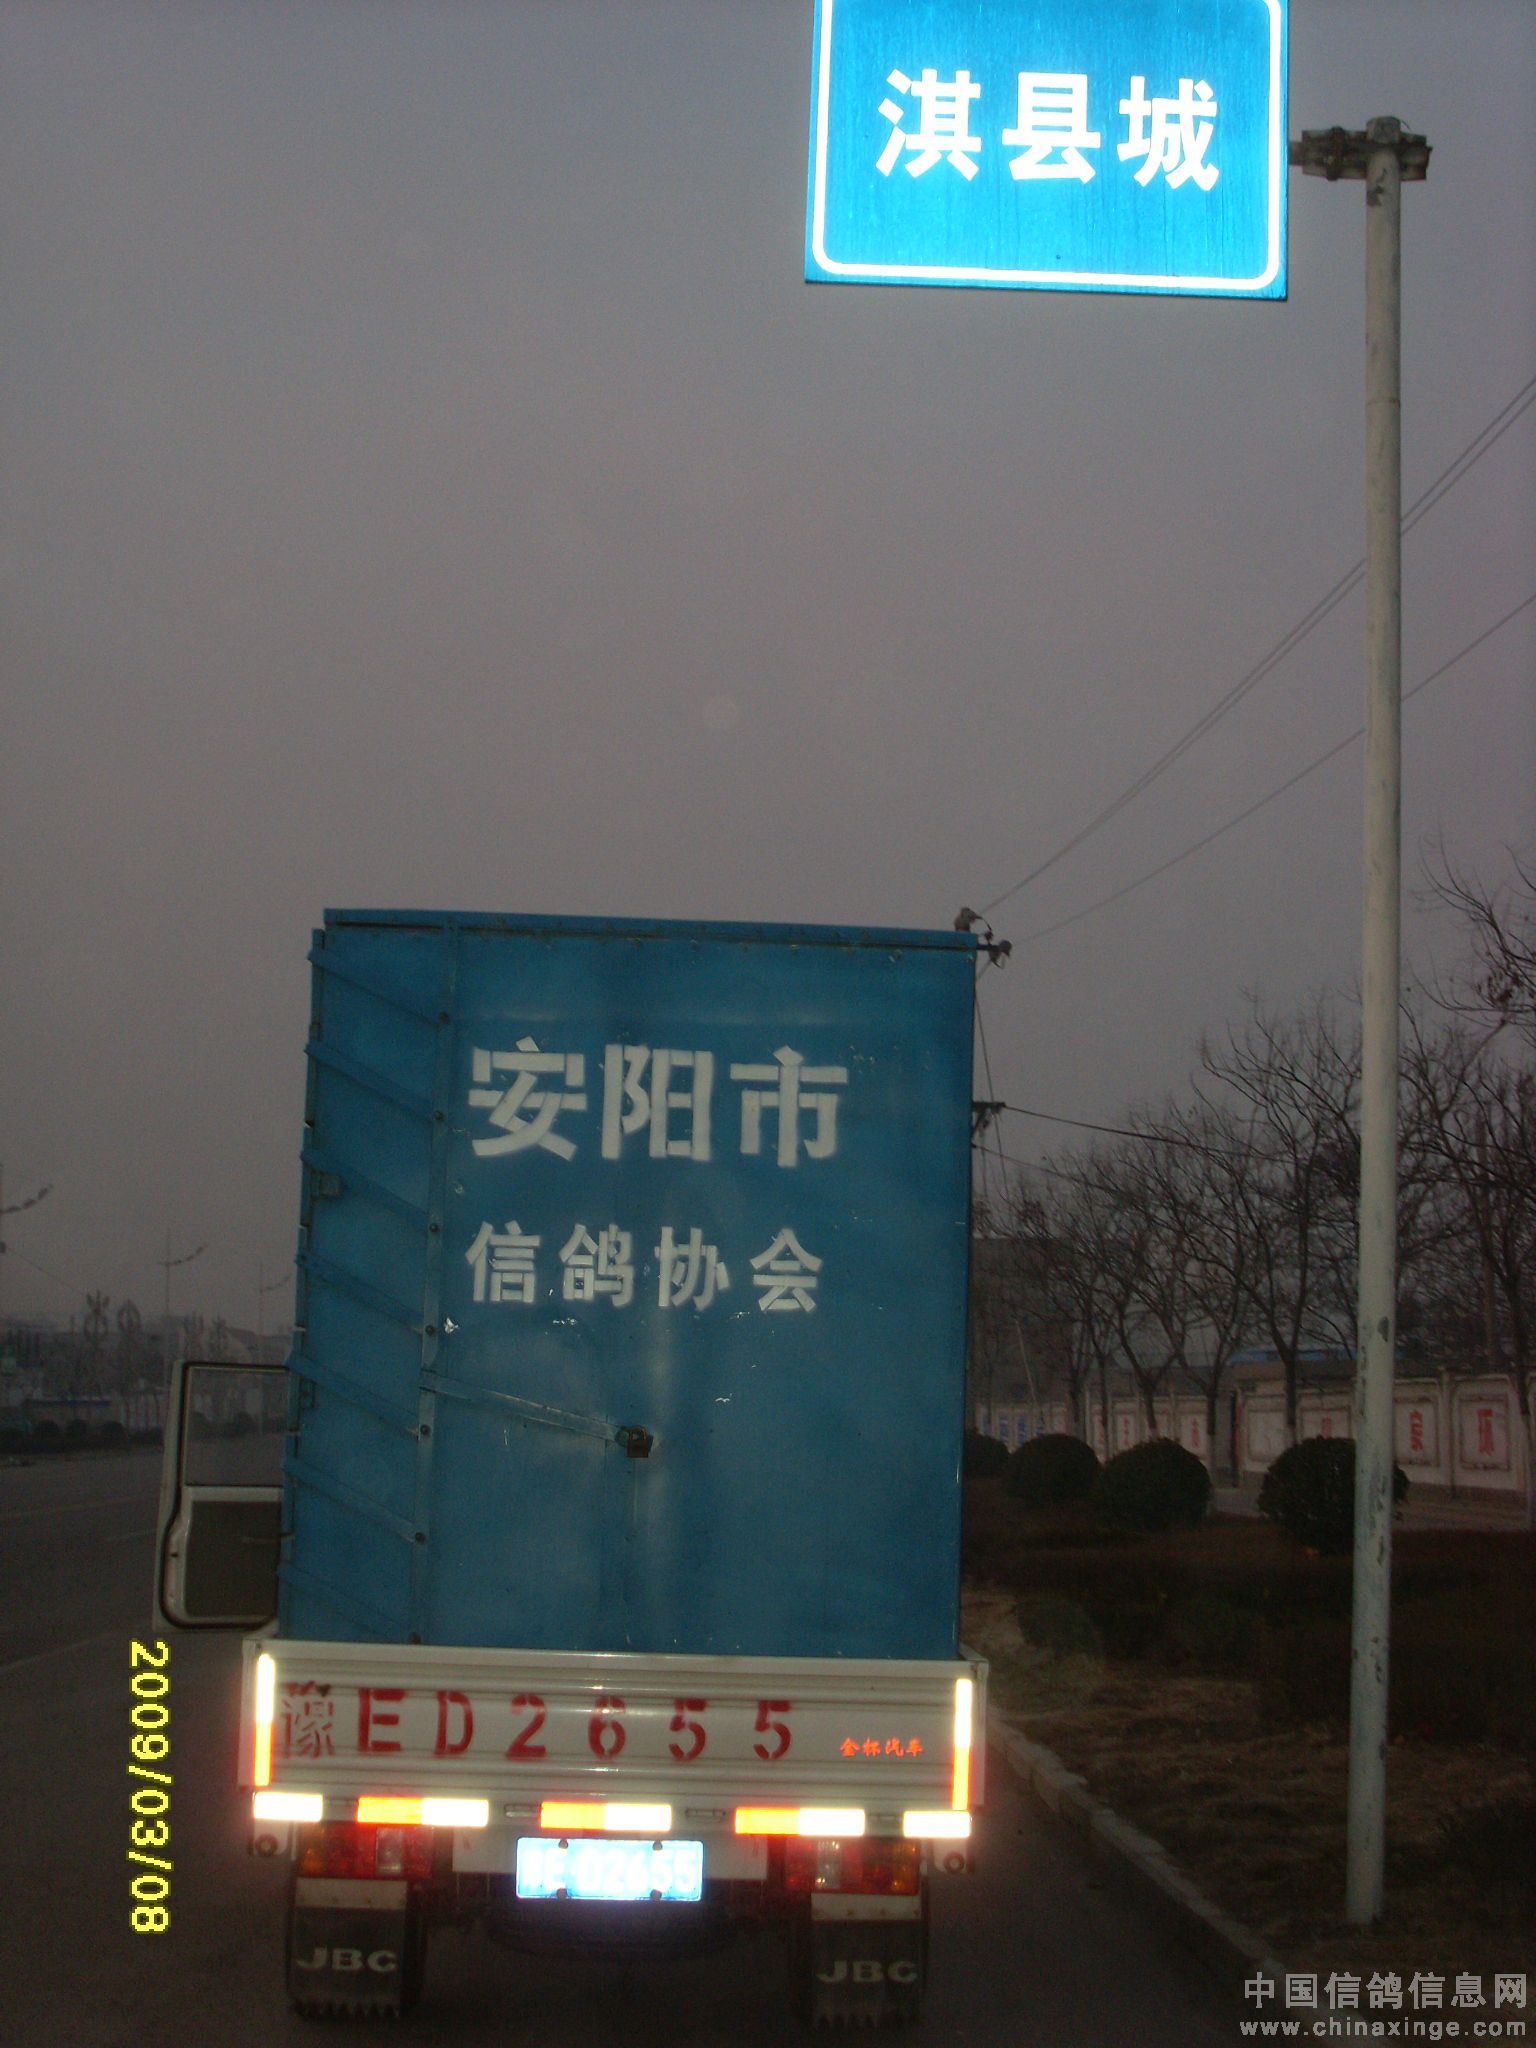 淇县城
安阳市
信鸽协会
豫ED2655
金杯汽车
E·D2655
JBC
JBC
2009/03/08
中国信鸽信息网
www.chinaxinge.com